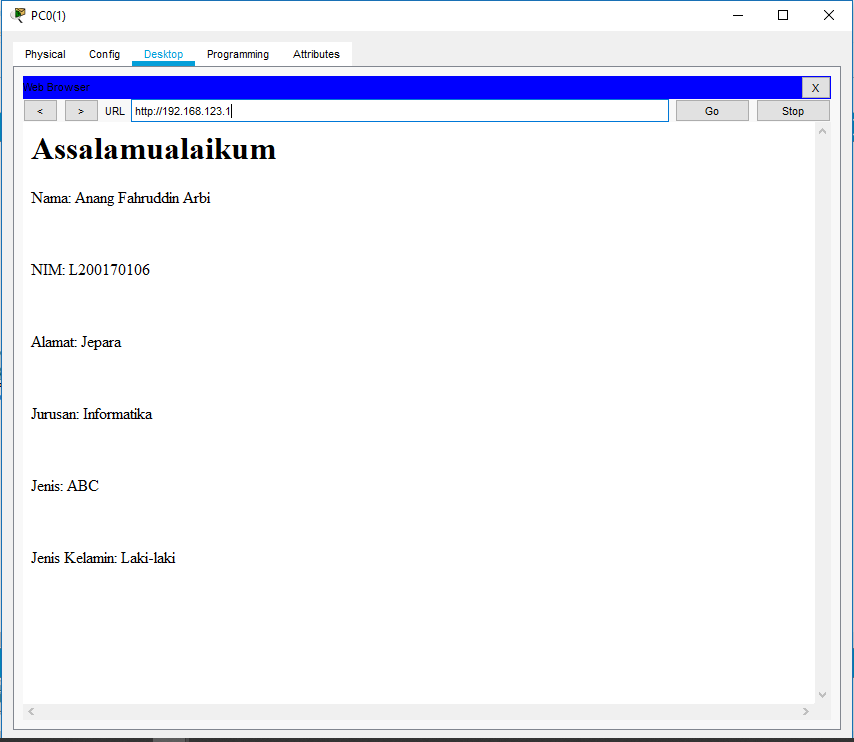 PC0(1)
Physical Config Desktop Programming Attributes
Web Browser X
< > URL http://192.168.123.1 Go Stop
Assalamualaikum
Nama: Anang Fahruddin Arbi
NIM: L200170106
Alamat: Jepara
Jurusan: Informatika
Jenis: ABC
Jenis Kelamin: Laki-laki